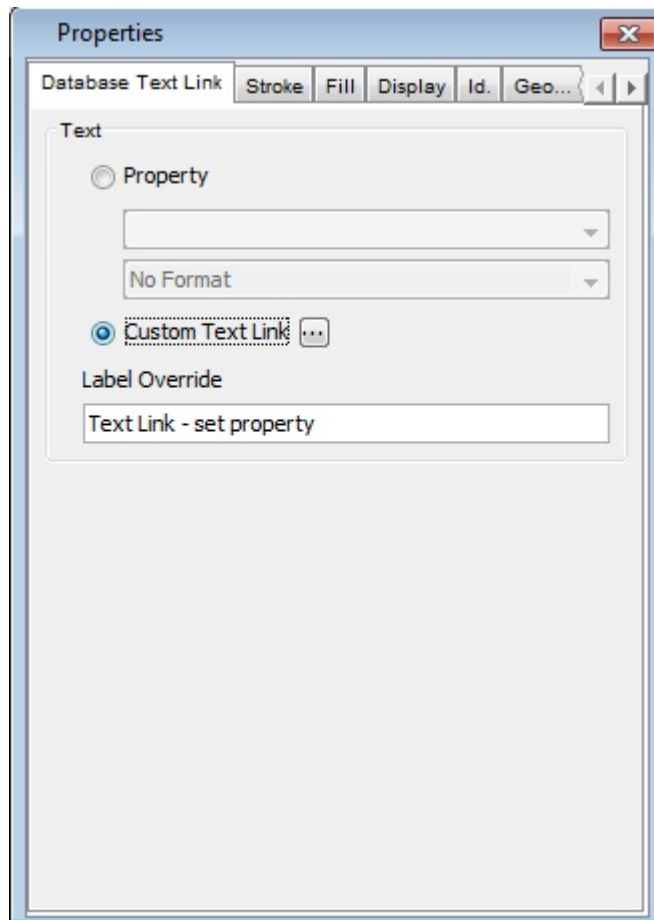 Properties
Database Text Link Stroke Fill Display Id. Geo...
Text
Property
No Format
Custom Text Link ...
Label Override
Text Link - set property